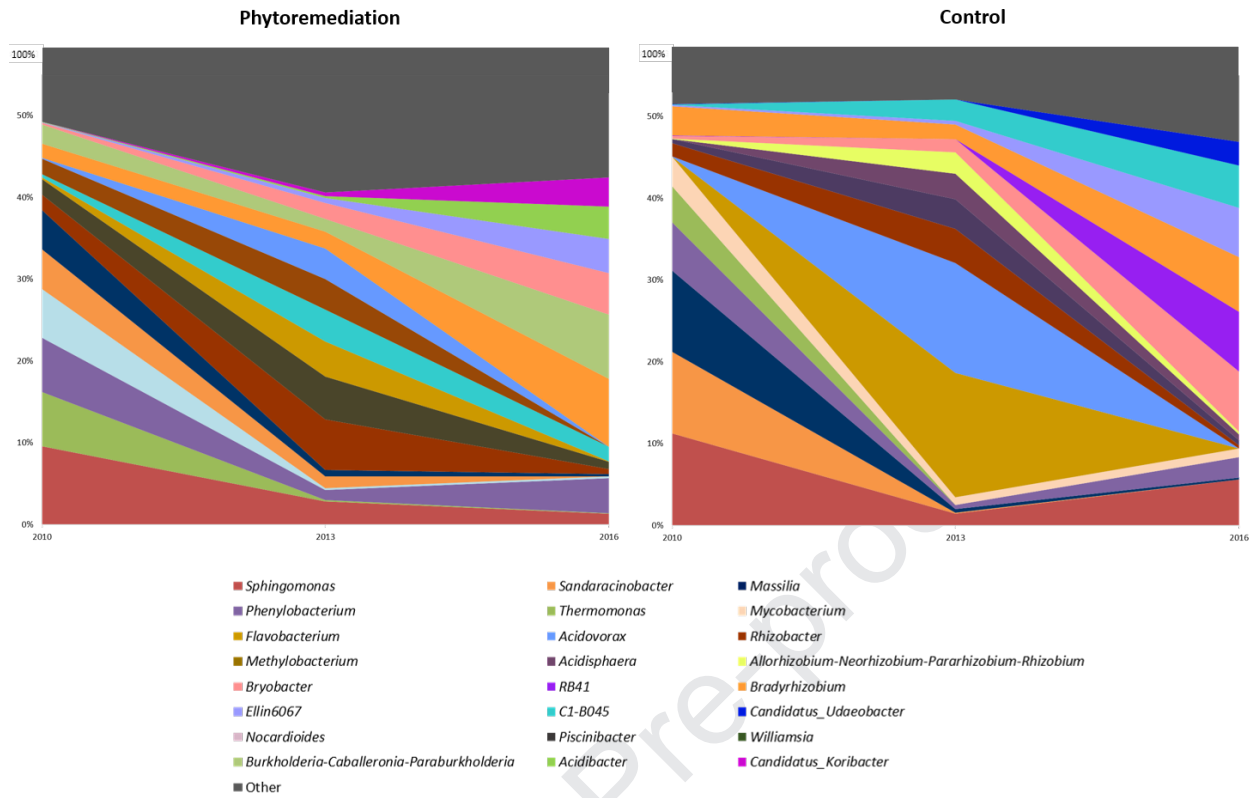 Phytoremediation
Control
100%
50%
40%
30%
20%
10%
0%
2010
2013
2016
100%
50%
40%
30%
20%
10%
0%
2010
2013
2016
Sphingomonas
Sandaracinobacter
Massilia
Phenylobacterium
Thermomonas
Mycobacterium
Flavobacterium
Acidovorax
Rhizobacter
Methylobacterium
Acidisphaera
Allorhizobium-Neorhizobium-Pararhizobium-Rhizobium
Bryobacter
RB41
Bradyrhizobium
Ellin6067
C1-B045
Candidatus_Udaeobacter
Nocardioides
Piscinibacter
Williamsia
Burkholderia-Caballeronia-Paraburkholderia
Acidibacter
Candidatus_Koribacter
Other
Pre-pro